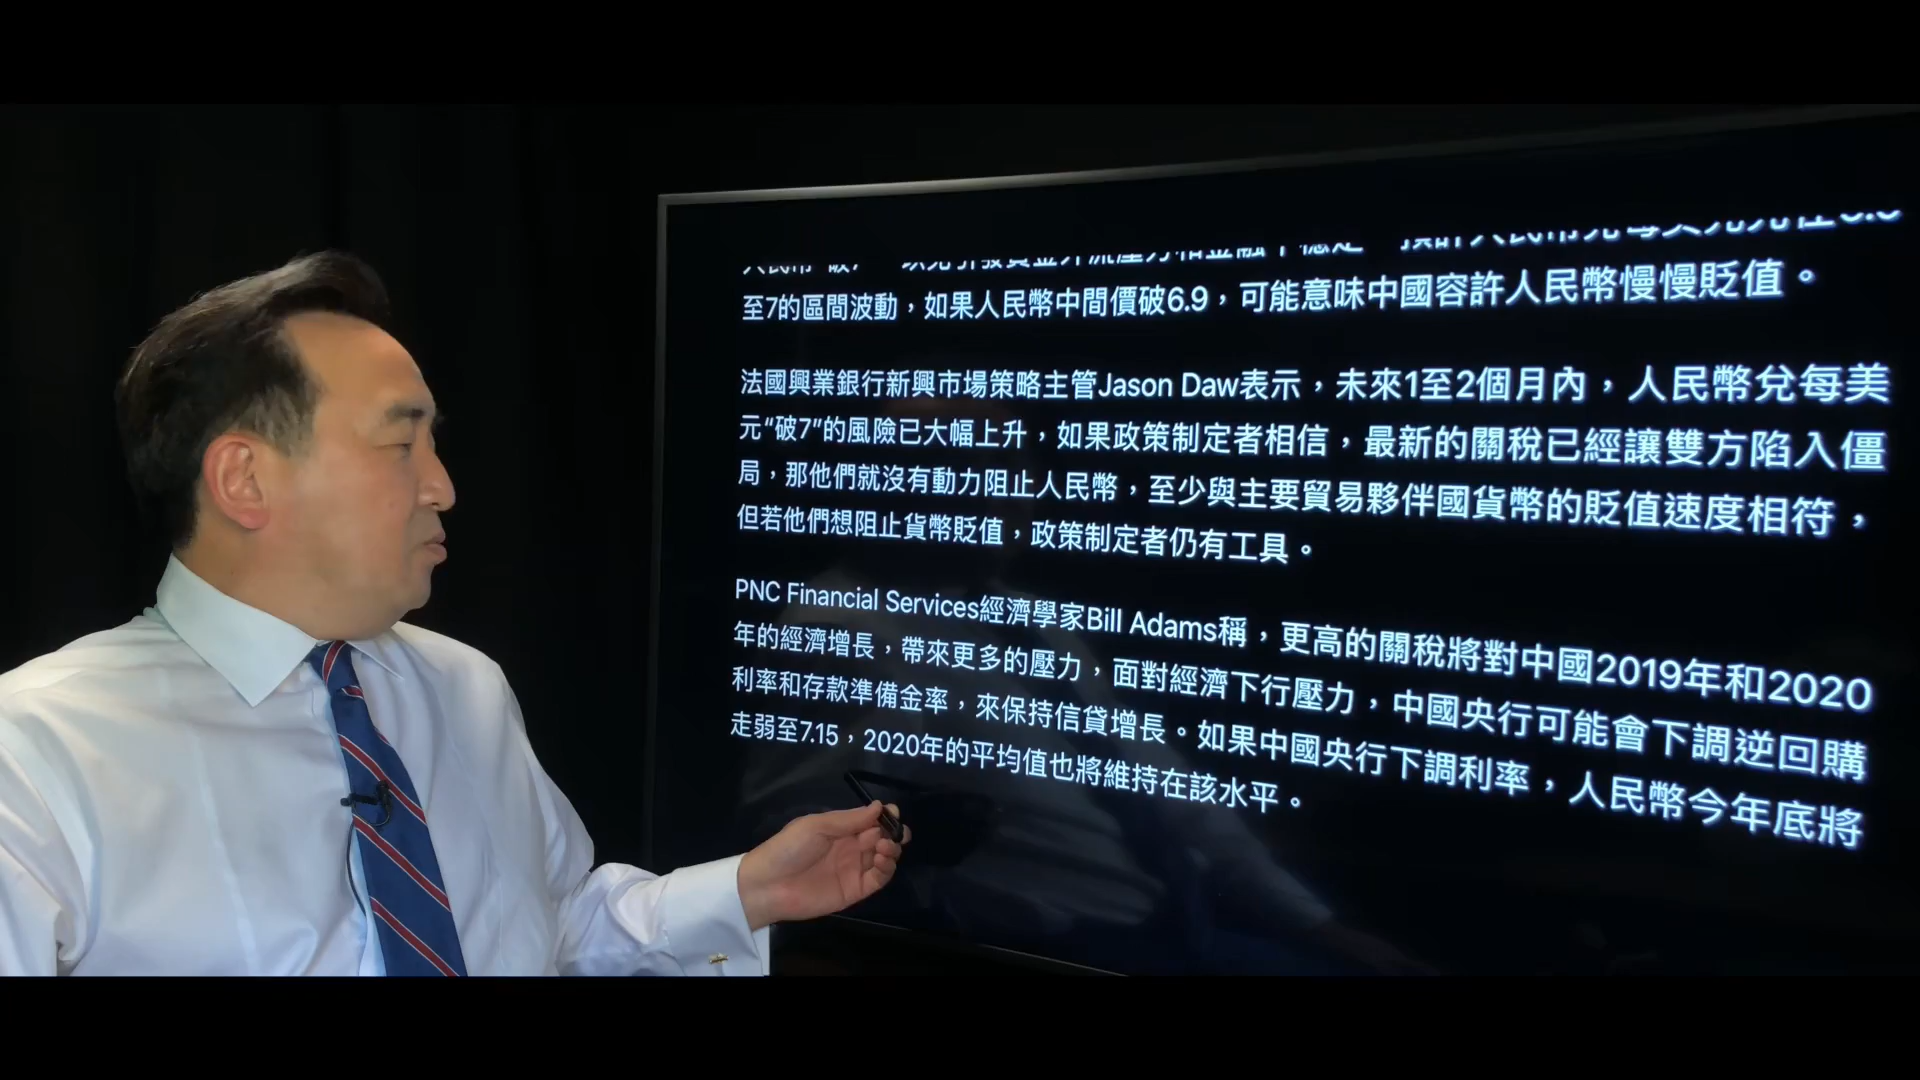 至7的區間波動，如果人民幣中間價破6.9，可能意味中國容許人民幣慢慢貶值。
法國興業銀行新興市場策略主管Jason Daw表示，未來1至2個月內，人民幣兌每美
元“破7”的風險已大幅上升，如果政策制定者相信，最新的關稅已經讓雙方陷入僵
局，那他們就沒有動力阻止人民幣，至少與主要貿易夥伴國貨幣的貶值速度相符，
但若他們想阻止貨幣貶值，政策制定者仍有工具。
PNC Financial Services經濟學家Bill Adams稱，更高的關稅將對中國2019年和2020
年的經濟增長，帶來更多的壓力，面對經濟下行壓力，中國央行可能會下調逆回購
利率和存款準備金率，來保持信貸增長。如果中國央行下調利率，人民幣今年底將
走弱至7.15，2020年的平均值也將維持在該水平。